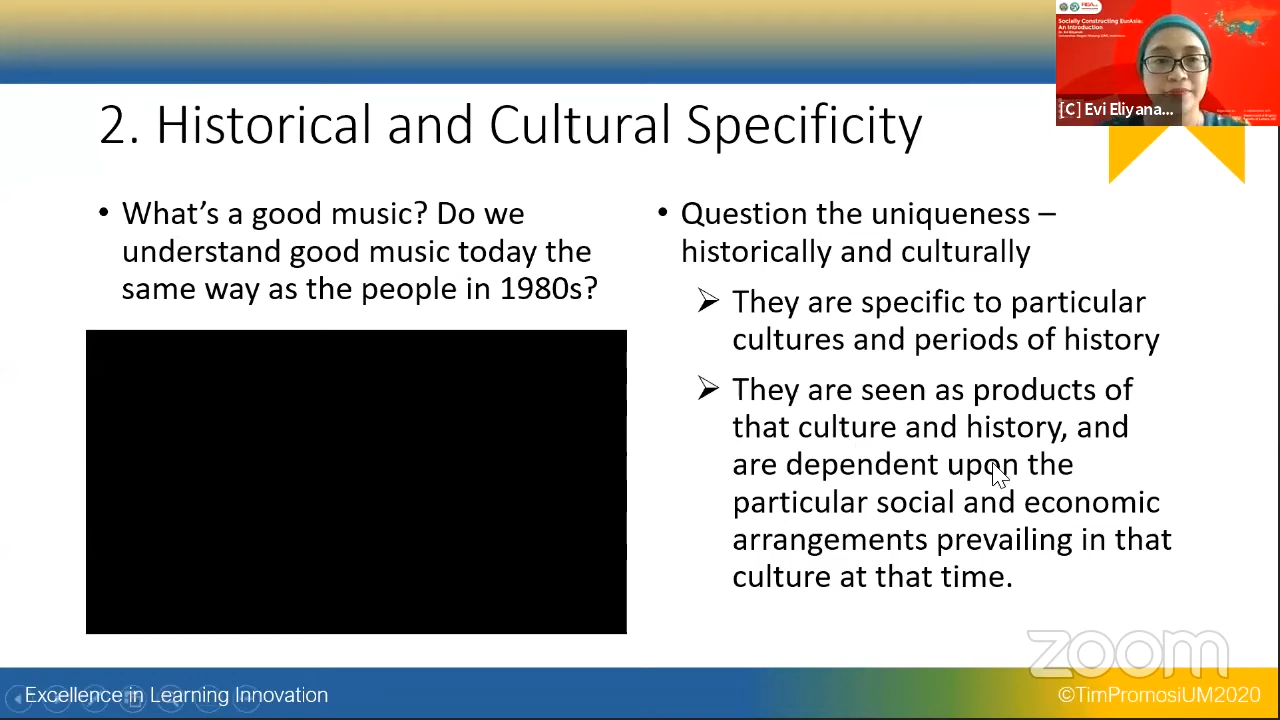 Socially Constructing EurAsia:
An Introduction
[C] Evi Eliyana...
2. Historical and Cultural Specificity
• What's a good music? Do we
understand good music today the
same way as the people in 1980s?
• Question the uniqueness –
historically and culturally
➢ They are specific to particular
cultures and periods of history
➢ They are seen as products of
that culture and history, and
are dependent upon the
particular social and economic
arrangements prevailing in that
culture at that time.
zoom
Excellence in Learning Innovation
©TimPromosiUM2020